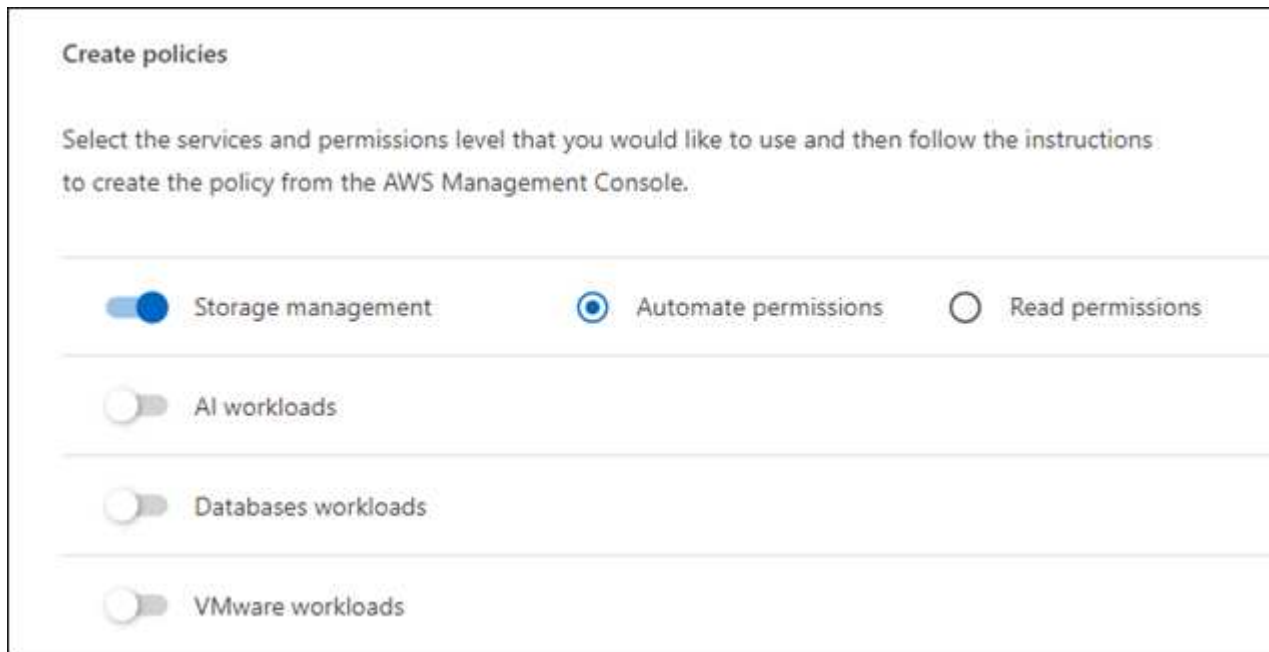 Create policies
Select the services and permissions level that you would like to use and then follow the instructions
to create the policy from the AWS Management Console.
Storage management Automate permissions Read permissions
AI workloads
Databases workloads
VMware workloads